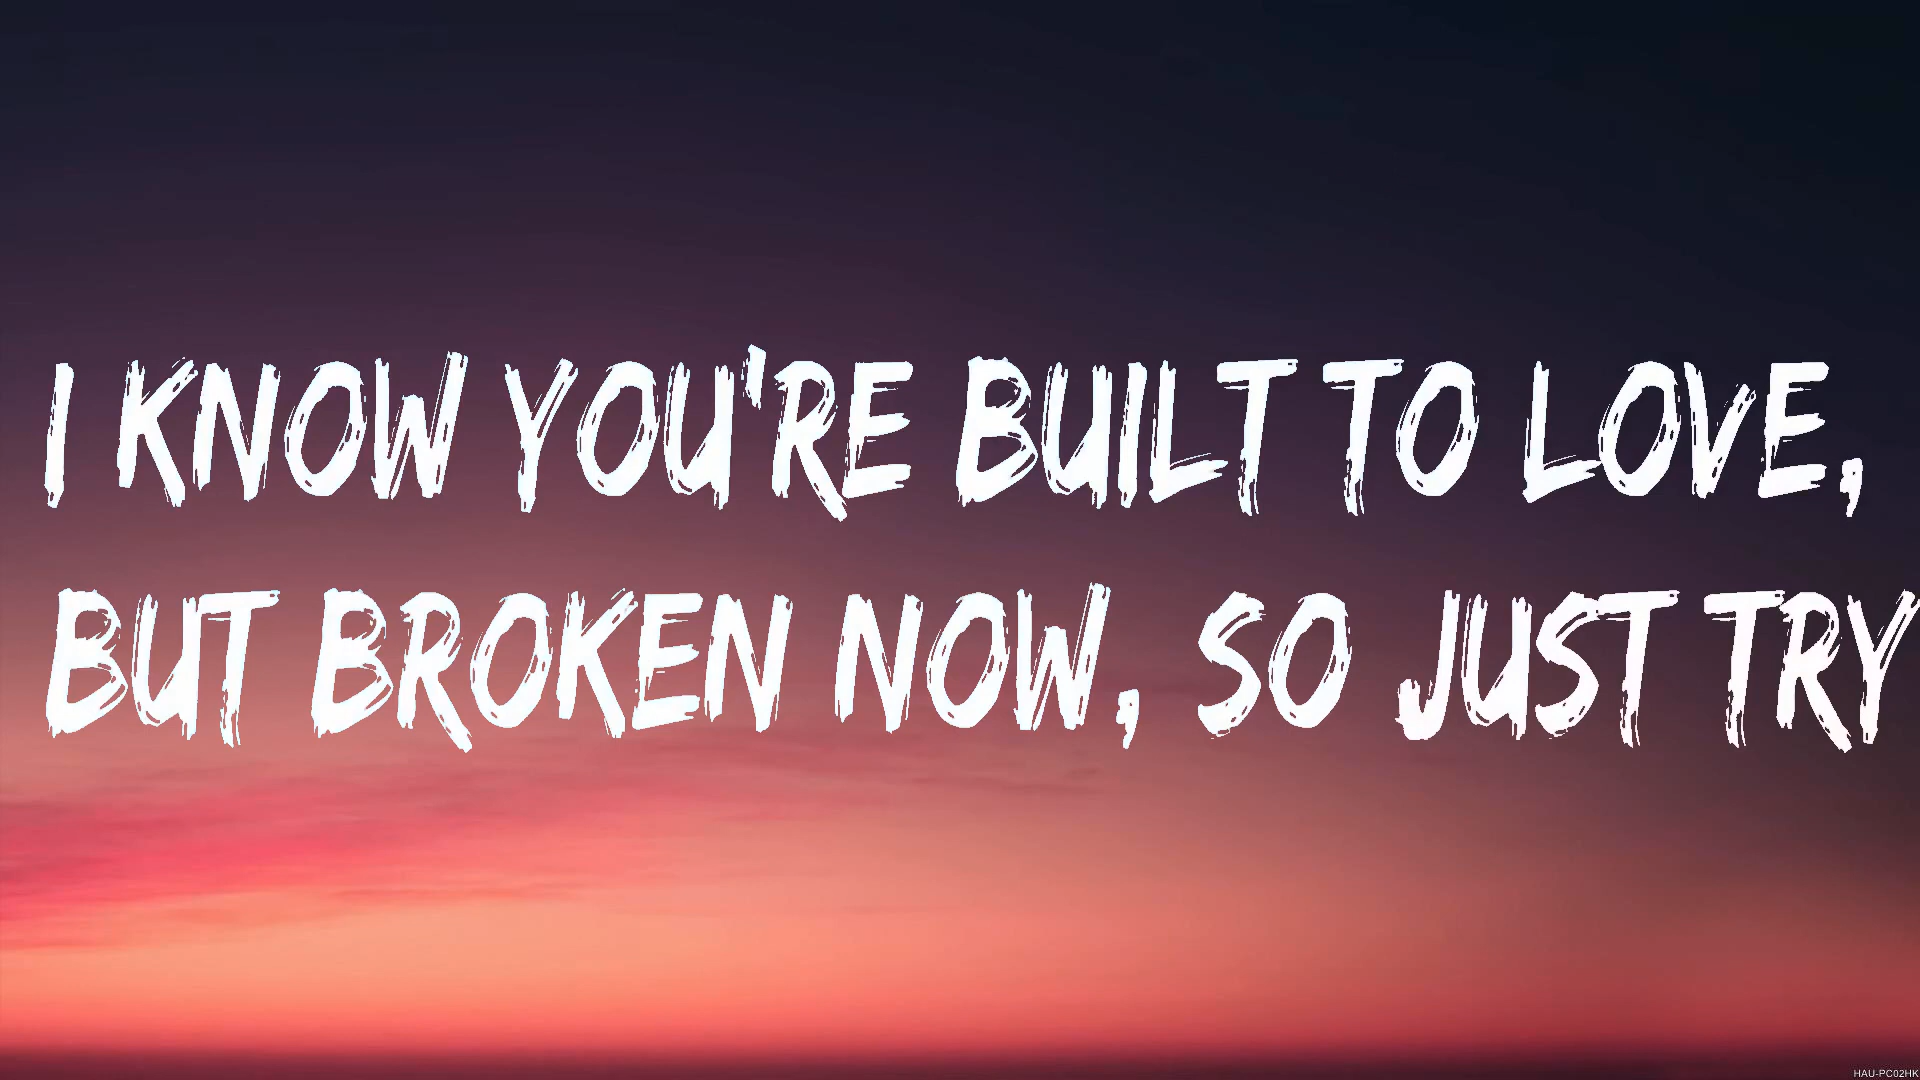 I KNOW YOU'RE BUILT TO LOVE,
BUT BROKEN NOW, SO JUST TRY
HAU-PC02HK